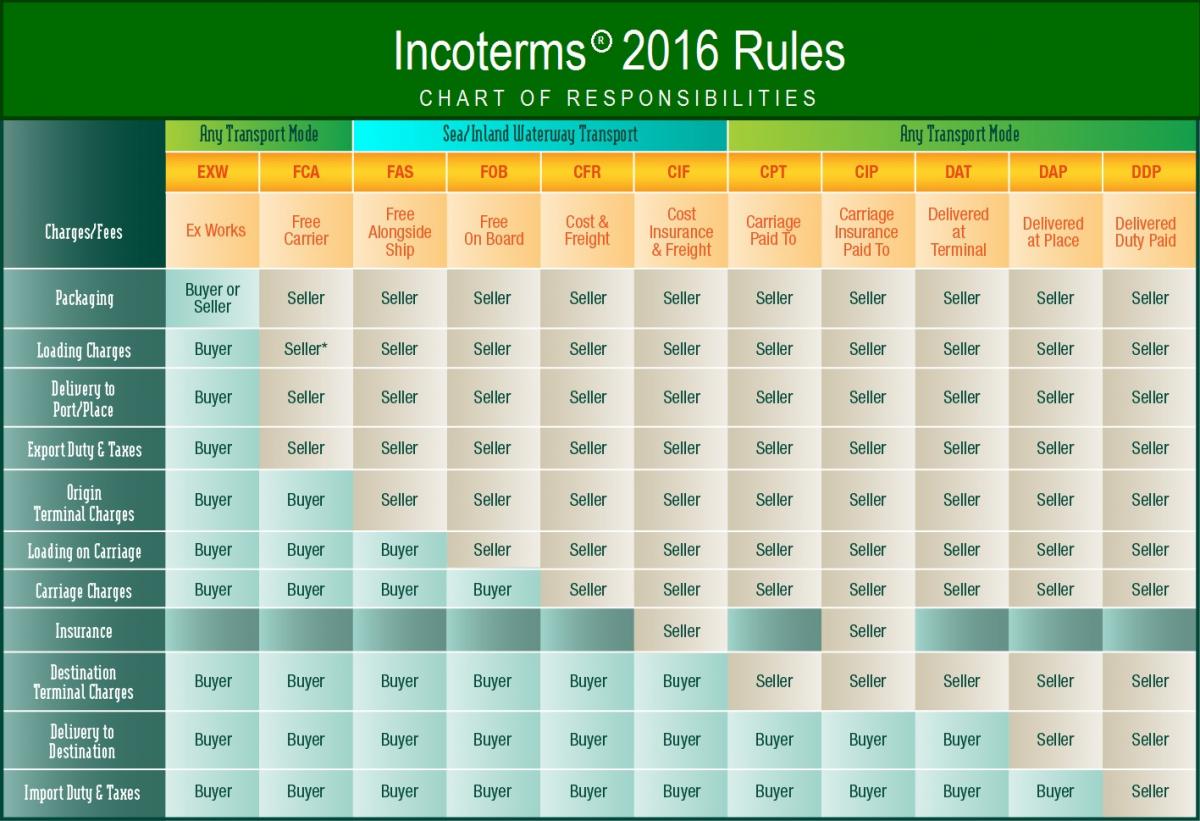 Incoterms® 2016 Rules
CHART OF RESPONSIBILITIES
Any Transport Mode Sea/Inland Waterway Transport Any Transport Mode
EXW FCA FAS FOB CFR CIF CPT CIP DAT DAP DDP
Charges/Fees
Ex Works
Free
Carrier
Free
Alongside
Ship
Free
On Board
Cost &
Freight
Cost
Insurance
& Freight
Carriage
Paid To
Carriage
Insurance
Paid To
Delivered
at
Terminal
Delivered
at Place
Delivered
Duty Paid
Packaging
Buyer or
Seller
Seller Seller Seller Seller Seller Seller Seller Seller Seller Seller
Loading Charges Buyer Seller* Seller Seller Seller Seller Seller Seller Seller Seller Seller
Delivery to
Port/Place
Buyer Seller Seller Seller Seller Seller Seller Seller Seller Seller Seller
Export Duty & Taxes Buyer Seller Seller Seller Seller Seller Seller Seller Seller Seller Seller
Origin
Terminal Charges
Buyer Buyer Seller Seller Seller Seller Seller Seller Seller Seller Seller
Loading on Carriage Buyer Buyer Buyer Seller Seller Seller Seller Seller Seller Seller Seller
Carriage Charges Buyer Buyer Buyer Buyer Seller Seller Seller Seller Seller Seller Seller
Insurance Seller Seller
Destination
Terminal Charges
Buyer Buyer Buyer Buyer Buyer Buyer Seller Seller Seller Seller Seller
Delivery to
Destination
Buyer Buyer Buyer Buyer Buyer Buyer Buyer Buyer Buyer Seller Seller
Import Duty & Taxes Buyer Buyer Buyer Buyer Buyer Buyer Buyer Buyer Buyer Buyer Seller